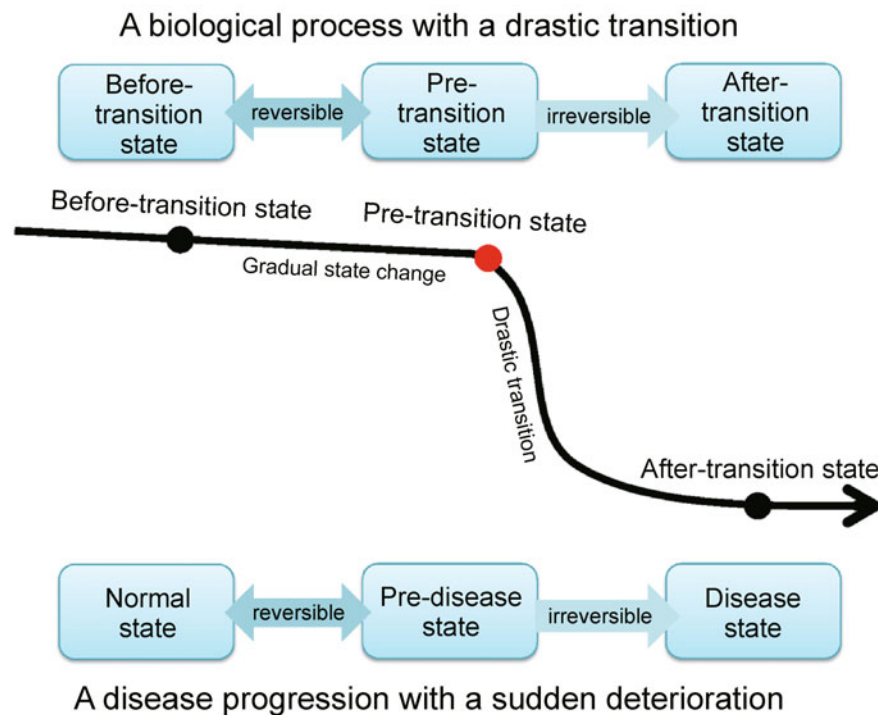 A biological process with a drastic transition
Before-
transition
state
reversible
Pre-
transition
state
irreversible
After-
transition
state
Before-transition state
Pre-transition state
Gradual state change
Drastic transition
After-transition state
Normal
state
reversible
Pre-disease
state
irreversible
Disease
state
A disease progression with a sudden deterioration